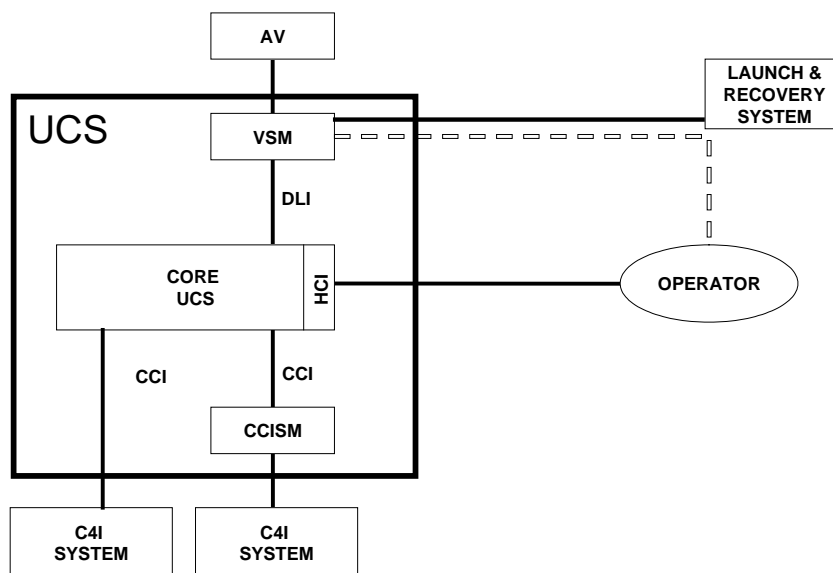 AV
LAUNCH &
RECOVERY
SYSTEM
UCS
VSM
DLI
CORE
UCS
HCI
OPERATOR
CCI
CCI
CCISM
C4I
SYSTEM
C4I
SYSTEM